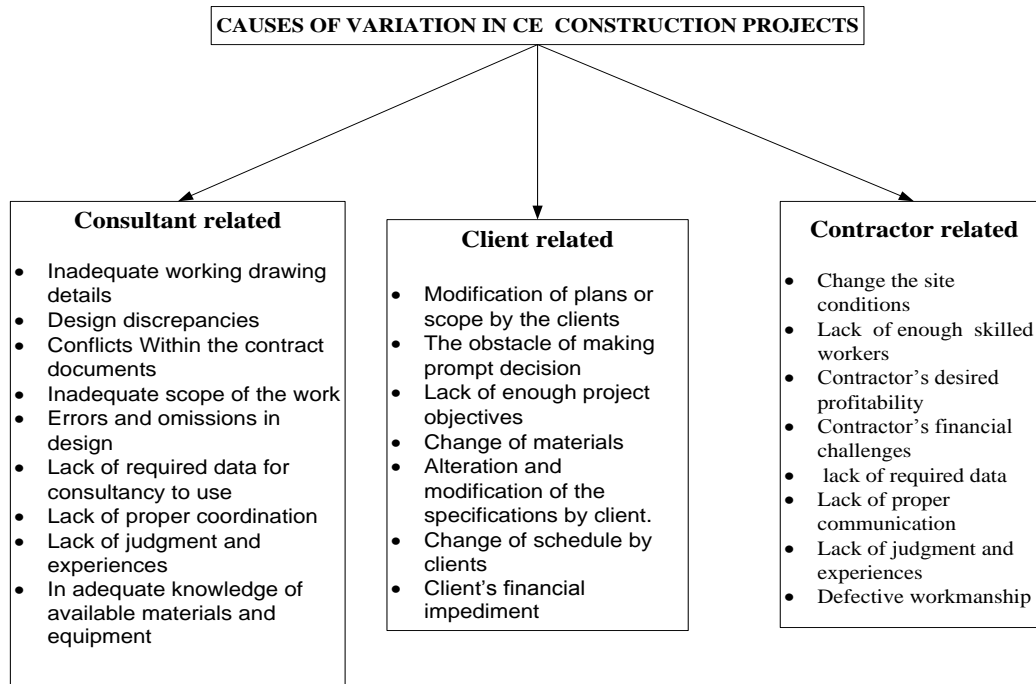 CAUSES OF VARIATION IN CE CONSTRUCTION PROJECTS
Consultant related
• Inadequate working drawing
details
• Design discrepancies
• Conflicts Within the contract
documents
• Inadequate scope of the work
• Errors and omissions in
design
• Lack of required data for
consultancy to use
• Lack of proper coordination
• Lack of judgment and
experiences
• In adequate knowledge of
available materials and
equipment
Client related
• Modification of plans or
scope by the clients
• The obstacle of making
prompt decision
• Lack of enough project
objectives
• Change of materials
• Alteration and
modification of the
specifications by client.
• Change of schedule by
clients
• Client's financial
impediment
Contractor related
• Change the site
conditions
• Lack of enough skilled
workers
• Contractor's desired
profitability
• Contractor's financial
challenges
• lack of required data
• Lack of proper
communication
• Lack of judgment and
experiences
• Defective workmanship